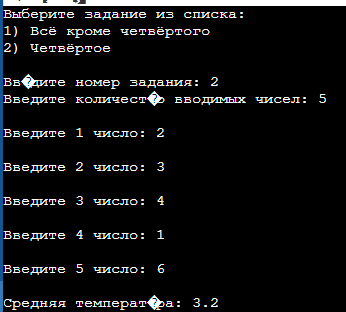 Выберите задание из списка:
1) Всё кроме четвёртого
2) Четвёртое
Вв�дите номер задания: 2
Введите количест�о вводимых чисел: 5
Введите 1 число: 2
Введите 2 число: 3
Введите 3 число: 4
Введите 4 число: 1
Введите 5 число: 6
Средняя температ�ра: 3.2